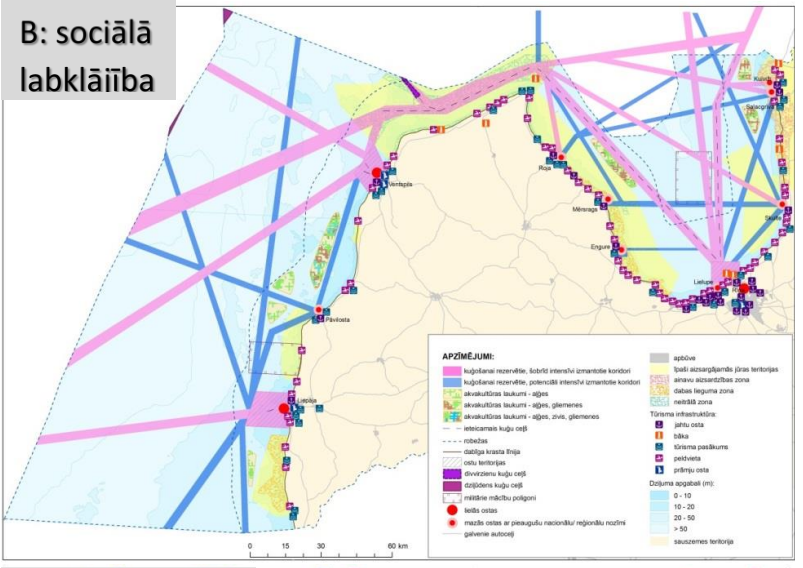 B: sociālā
labklājība
Kuiviži
Salacgrīva
Roja
Ventspils
Mērsrags
Skulte
Engure
Lielupe
Rīga
Pāvilosta
Liepāja
APZĪMĒJUMI:
kuģošanai rezervētie, šobrīd intensīvi izmantotie koridori
kuģošanai rezervētie, potenciāli intensīvi izmantotie koridori
akvakultūras laukumi - aļģes
akvakultūras laukumi - aļģes, gliemenes
akvakultūras laukumi - aļģes, zivis, gliemenes
ieteicamais kuģu ceļš
robežas
dabīga krasta līnija
ostu teritorijas
divvirzienu kuģu ceļš
dziļūdens kuģu ceļš
militārie mācību poligoni
lielās ostas
mazās ostas ar pieaugušu nacionālu/ reģionālu nozīmi
galvenie autoceļi
apbūve
īpaši aizsargājamās jūras teritorijas
ainavu aizsardzības zona
dabas lieguma zona
neitrālā zona
Tūrisma infrastruktūra:
jahtu osta
bāka
tūrisma pasākums
peldvieta
prāmju osta
Dziļuma apgabali (m):
0 - 10
10 - 20
20 - 50
> 50
sauszemes teritorija
0 15 30 60 km